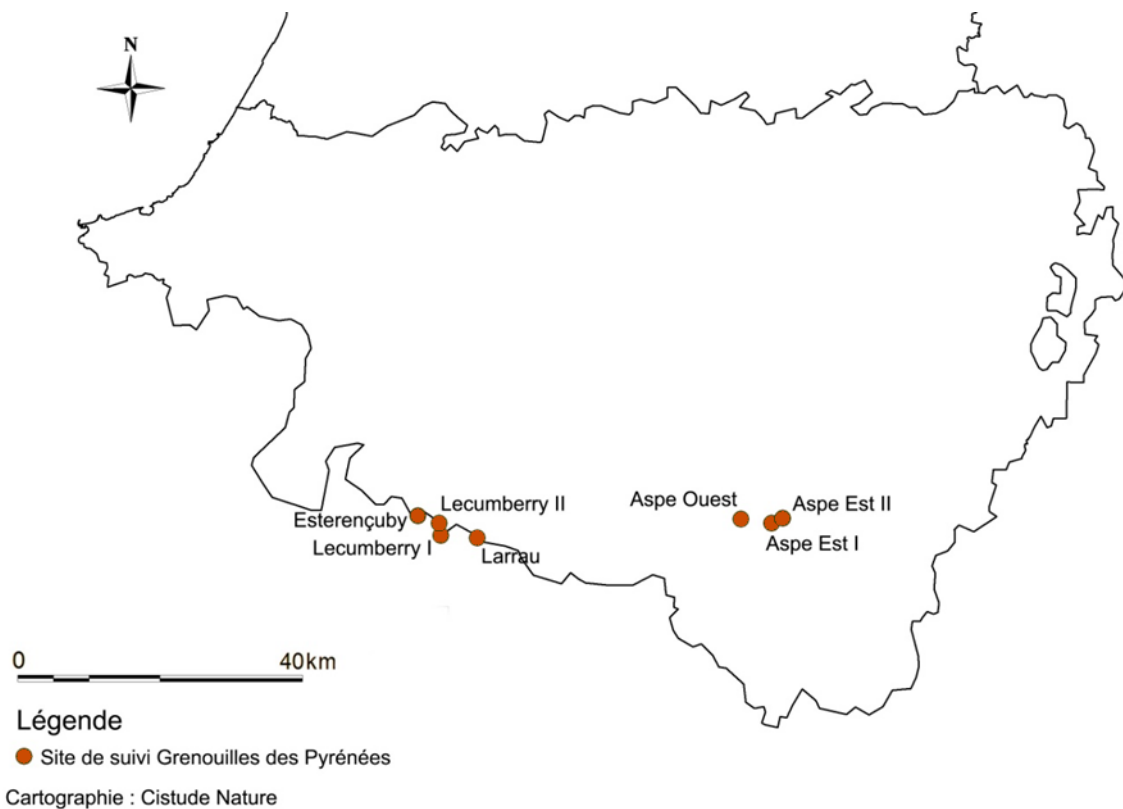 N
Aspe Ouest
Aspe Est II
Lecumberry II
Esterençuby
Aspe Est I
Lecumberry I
Larrau
0 40km
Légende
Site de suivi Grenouilles des Pyrénées
Cartographie : Cistude Nature